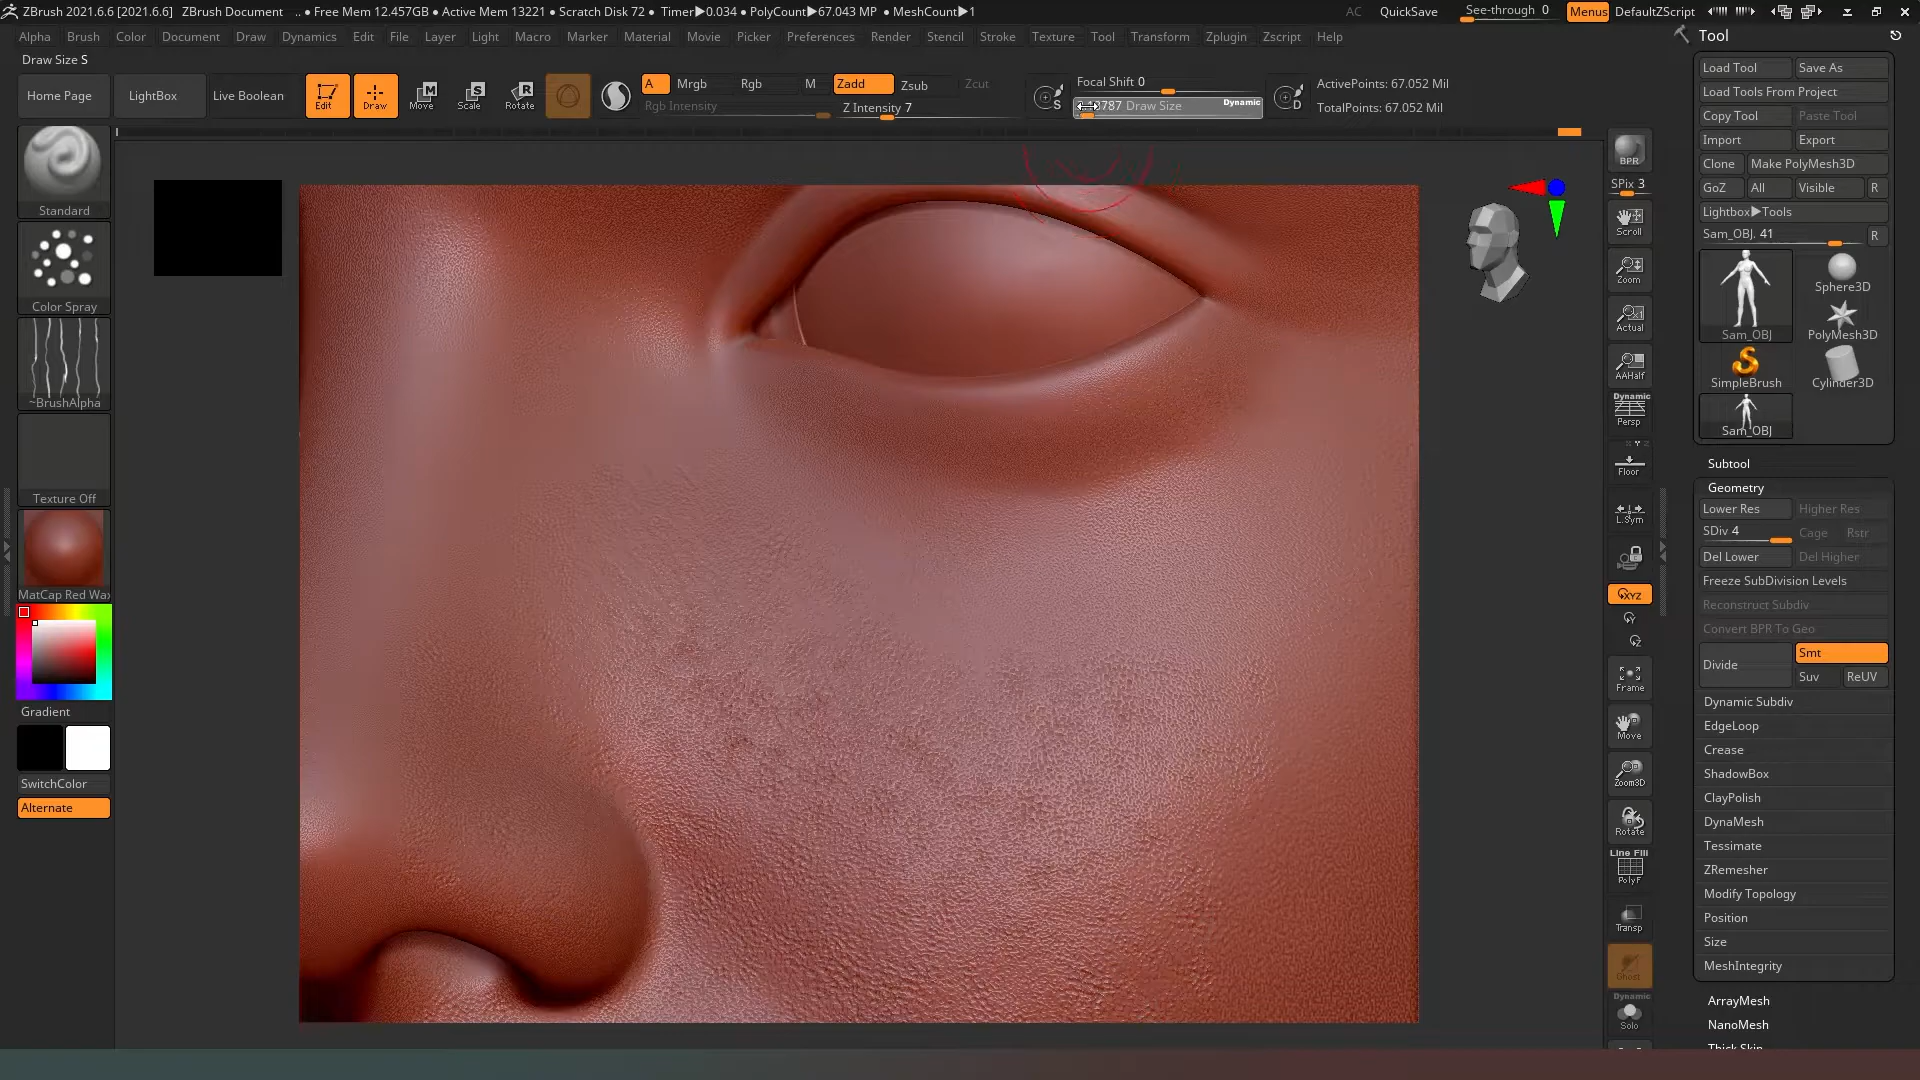 ZBrush 2021.6.6 [2021.6.6] ZBrush Document .. ● Free Mem 12.457GB ● Active Mem 13221 ● Scratch Disk 72 ● Timer▶0.034 ● PolyCount▶67.043 MP ● MeshCount▶1 AC QuickSave See-through 0 Menus DefaultZScript
Alpha Brush Color Document Draw Dynamics Edit File Layer Light Macro Marker Material Movie Picker Preferences Render Stencil Stroke Texture Tool Transform Zplugin Zscript Help
Draw Size S
Home Page LightBox Live Boolean Edit Draw Move Scale Rotate
A Mrgb Rgb M Zadd Zsub Zcut
Rgb Intensity Z Intensity 7
S Focal Shift 0
Draw Size Dynamic
D ActivePoints: 67.052 Mil
TotalPoints: 67.052 Mil
Standard
Color Spray
~BrushAlpha
Texture Off
MatCap Red Wax
Gradient
SwitchColor
Alternate
BPR
SPix 3
Scroll
Zoom
Actual
AAHalf
Dynamic
Persp
Floor
L.Sym
XYZ
Y
Z
Frame
Move
Zoom3D
Rotate
Line Fill
PolyF
Transp
Ghost
Dynamic
Solo
Tool
Load Tool Save As
Load Tools From Project
Copy Tool Paste Tool
Import Export
Clone Make PolyMesh3D
GoZ All Visible R
Lightbox▶Tools
Sam_OBJ. 41 R
Sam_OBJ Sphere3D
PolyMesh3D
SimpleBrush Cylinder3D
Sam_OBJ
Subtool
Geometry
Lower Res Higher Res
SDiv 4 Cage Rstr
Del Lower Del Higher
Freeze SubDivision Levels
Reconstruct Subdiv
Convert BPR To Geo
Divide Smt
Suv ReUV
Dynamic Subdiv
EdgeLoop
Crease
ShadowBox
ClayPolish
DynaMesh
Tessimate
ZRemesher
Modify Topology
Position
Size
MeshIntegrity
ArrayMesh
NanoMesh
Thick Skin